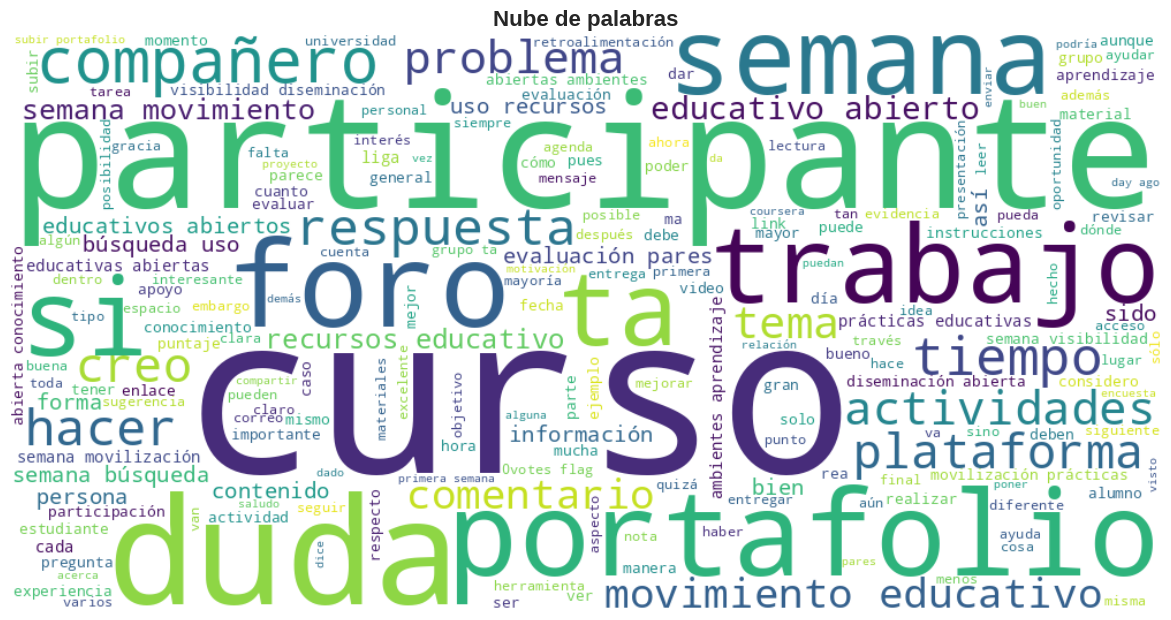 Nube de palabras
subir portafolio
momento
universidad
retroalimentación
semana
podría
aunque
compañero
problema
grupo
ayudar
subir
abiertas ambientes
dar
aprendizaje
tarea
visibilidad diseminación
evaluación
enviar
además
semana movimiento
personal
uso recursos
educativo abierto
buen
material
participante
posibilidad
siempre
gracia
interés
agenda
ahora
da
lectura
presentación
leer
oportunidad
falta
proyecto
liga
vez
cómo
pues
poder
parece
general
mensaje
así
day ago
cuanto
evaluar
educativos abiertos
respuesta
posible
ma
coursera
tan
evidencia
pueda
revisar
después
debe
link
puede
instrucciones
dónde
algún
búsqueda uso
cuenta
grupo ta
evaluación pares
mayor
trabajo
educativas abiertas
foro
motivación
mayoría
entrega
primera
puedan
dentro
interesante
si
apoyo
demás
mejor
ta
video
día
idea
hecho
espacio
embargo
fecha
tema
prácticas educativas
sido
tipo
conocimiento
clara
acceso
abierta conocimiento
puntaje
recursos educativo
relación
través
semana visibilidad
sólo
buena
creo
curso
bueno
hace
tiempo
lugar
toda
compartir
caso
excelente
ejemplo
mejorar
gran
diseminación abierta
considero
tener
enlace
pueden
materiales
objetivo
parte
ambientes aprendizaje
encuesta
forma
sugerencia
claro
correo
mismo
alguna
solo
actividades
hacer
importante
hora
información
mucha
punto
va
sino
deben
siguiente
semana movilización
plataforma
visto
semana búsqueda
dado
primera semana
0votes flag
quizá
rea
final
movilización prácticas
persona
contenido
comentario
bien
poner
participación
duda
saludo
seguir
portafolio
entregar
aún
realizar
diferente
alumno
estudiante
van
actividad
respecto
aspecto
nota
haber
ayuda
cada
cosa
pregunta
dice
manera
pares
acerca
menos
experiencia
herramienta
varios
ser
ver
movimiento educativo
misma